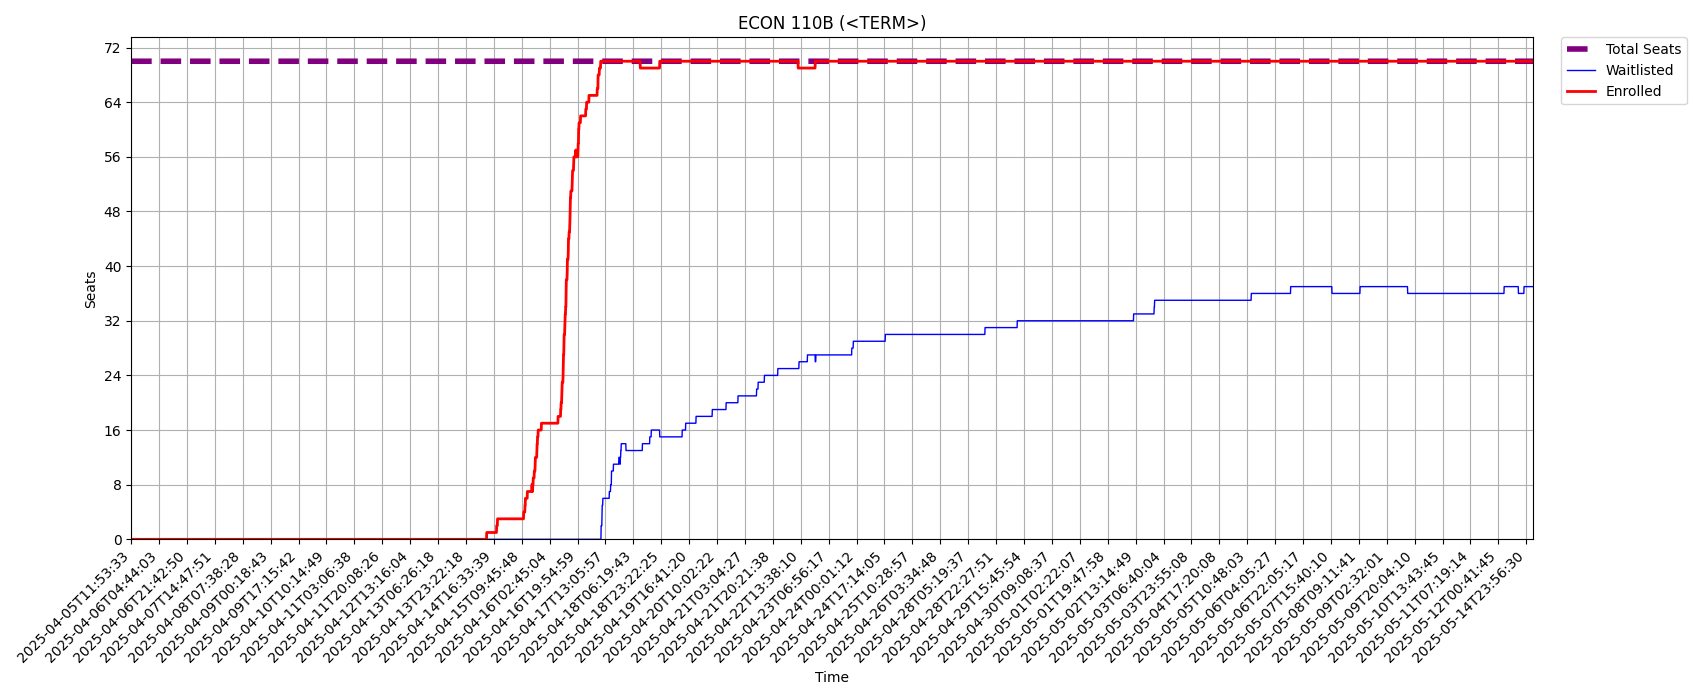 ECON 110B (<TERM>)
Total Seats
Waitlisted
Enrolled
Seats
72
64
56
48
40
32
24
16
8
0
2025-04-05T11:53:33
2025-04-06T04:44:03
2025-04-06T21:42:50
2025-04-07T14:47:51
2025-04-08T07:38:28
2025-04-09T00:18:43
2025-04-09T17:15:42
2025-04-10T10:14:49
2025-04-11T03:06:38
2025-04-11T20:08:26
2025-04-12T13:16:04
2025-04-13T06:26:18
2025-04-13T23:22:18
2025-04-14T16:33:39
2025-04-15T09:45:48
2025-04-16T02:45:04
2025-04-16T19:54:59
2025-04-17T13:05:57
2025-04-18T06:19:43
2025-04-18T23:22:25
2025-04-19T16:41:20
2025-04-20T10:02:22
2025-04-21T03:04:27
2025-04-21T20:21:38
2025-04-22T13:38:10
2025-04-23T06:56:17
2025-04-24T00:01:12
2025-04-24T17:14:05
2025-04-25T10:28:57
2025-04-26T03:34:48
2025-04-28T05:19:37
2025-04-28T22:27:51
2025-04-29T15:45:54
2025-04-30T09:08:37
2025-05-01T02:22:07
2025-05-01T19:47:58
2025-05-02T13:14:49
2025-05-03T06:40:04
2025-05-03T23:55:08
2025-05-04T17:20:08
2025-05-05T10:48:03
2025-05-06T04:05:27
2025-05-06T22:05:17
2025-05-07T15:40:10
2025-05-08T09:11:41
2025-05-09T02:32:01
2025-05-09T20:04:10
2025-05-10T13:43:45
2025-05-11T07:19:14
2025-05-12T00:41:45
2025-05-14T23:56:30
Time